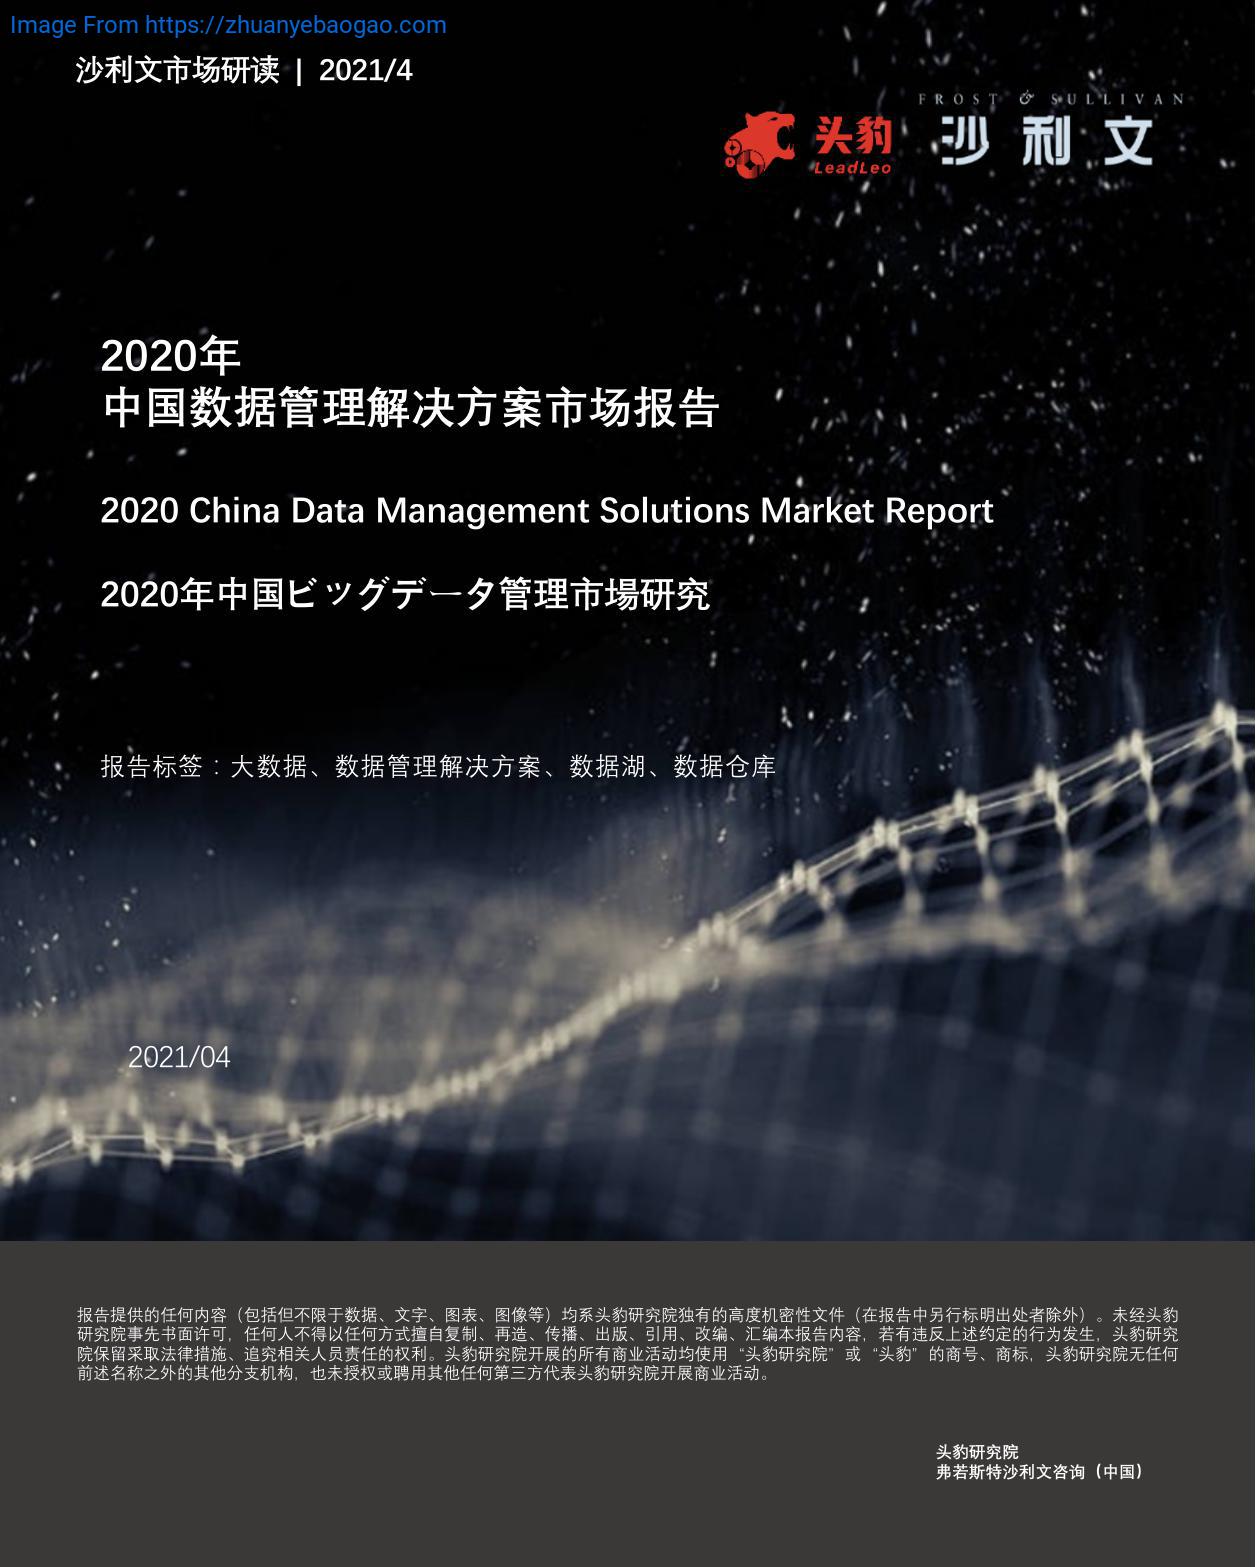 Image From https://zhuanyebaogao.com
沙利文市场研读 | 2021/4
FROST & SULLIVAN
头豹
LeadLeo
沙利文
2020年
中国数据管理解决方案市场报告
2020 China Data Management Solutions Market Report
2020年中国ビッグデータ管理市場研究
报告标签：大数据、数据管理解决方案、数据湖、数据仓库
2021/04
报告提供的任何内容（包括但不限于数据、文字、图表、图像等）均系头豹研究院独有的高度机密性文件（在报告中另行标明出处者除外）。未经头豹
研究院事先书面许可，任何人不得以任何方式擅自复制、再造、传播、出版、引用、改编、汇编本报告内容，若有违反上述约定的行为发生，头豹研究
院保留采取法律措施、追究相关人员责任的权利。头豹研究院开展的所有商业活动均使用“头豹研究院”或“头豹”的商号、商标，头豹研究院无任何
前述名称之外的其他分支机构，也未授权或聘用其他任何第三方代表头豹研究院开展商业活动。
头豹研究院
弗若斯特沙利文咨询（中国）